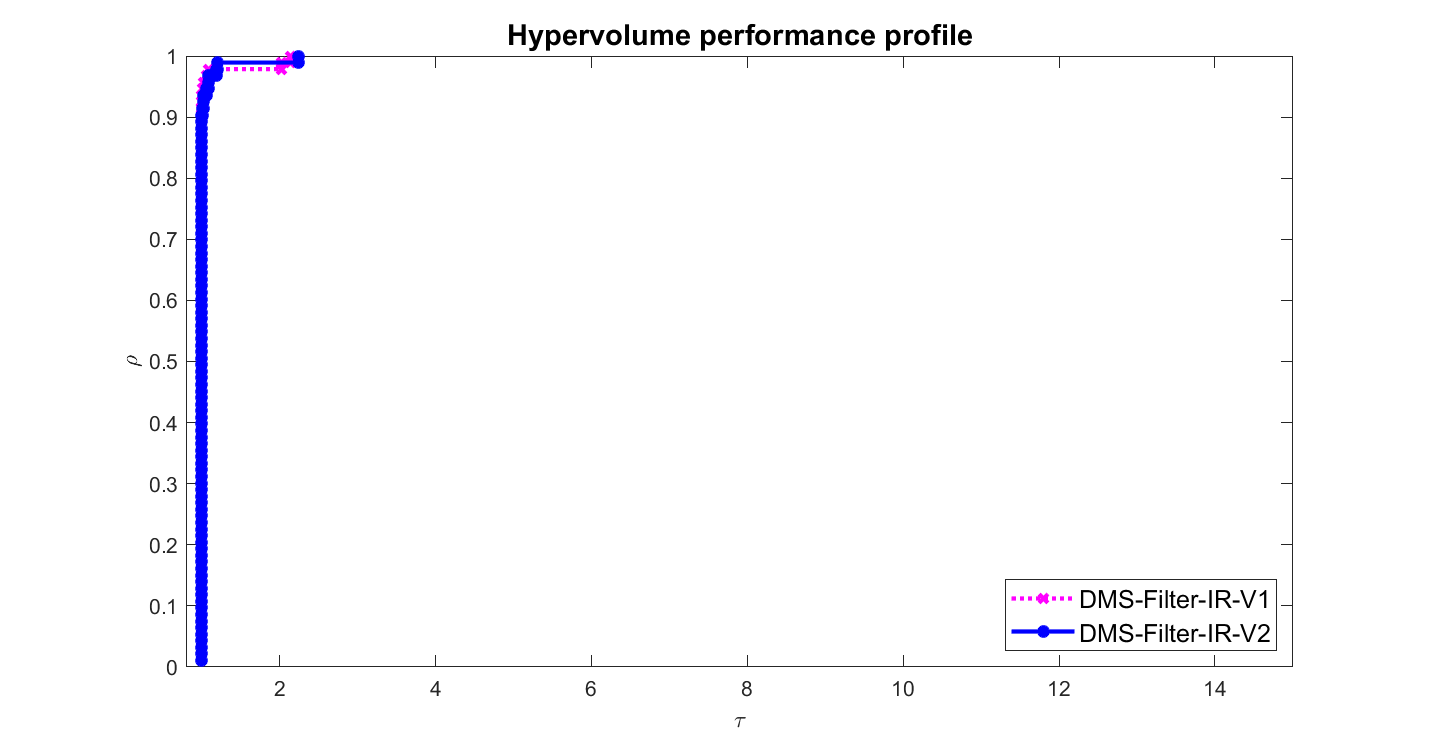 Hypervolume performance profile
1
0.9
0.8
0.7
0.6
0.5
0.4
0.3
0.2
0.1
0
ρ
2 4 6 8 10 12 14
τ
DMS-Filter-IR-V1
DMS-Filter-IR-V2